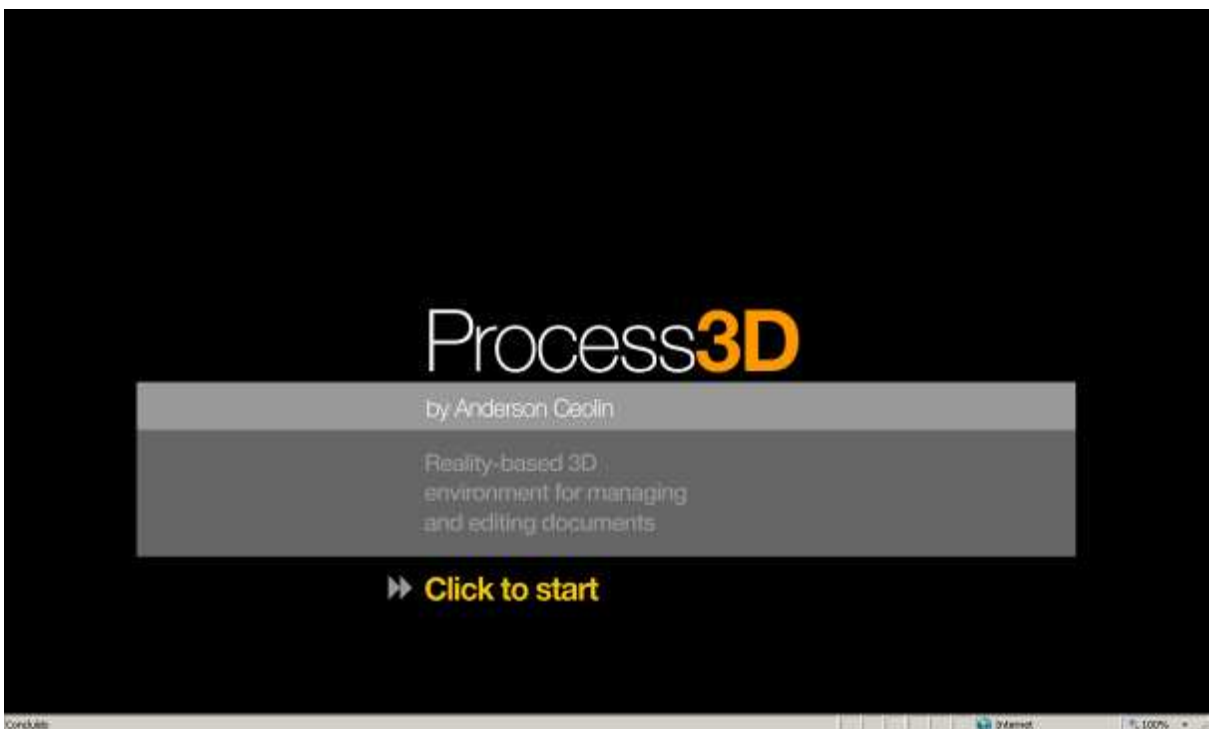 Process3D
by Anderson Ceolin
Reality-based 3D
environment for managing
and editing documents
Click to start
Concluído
Internet
100%